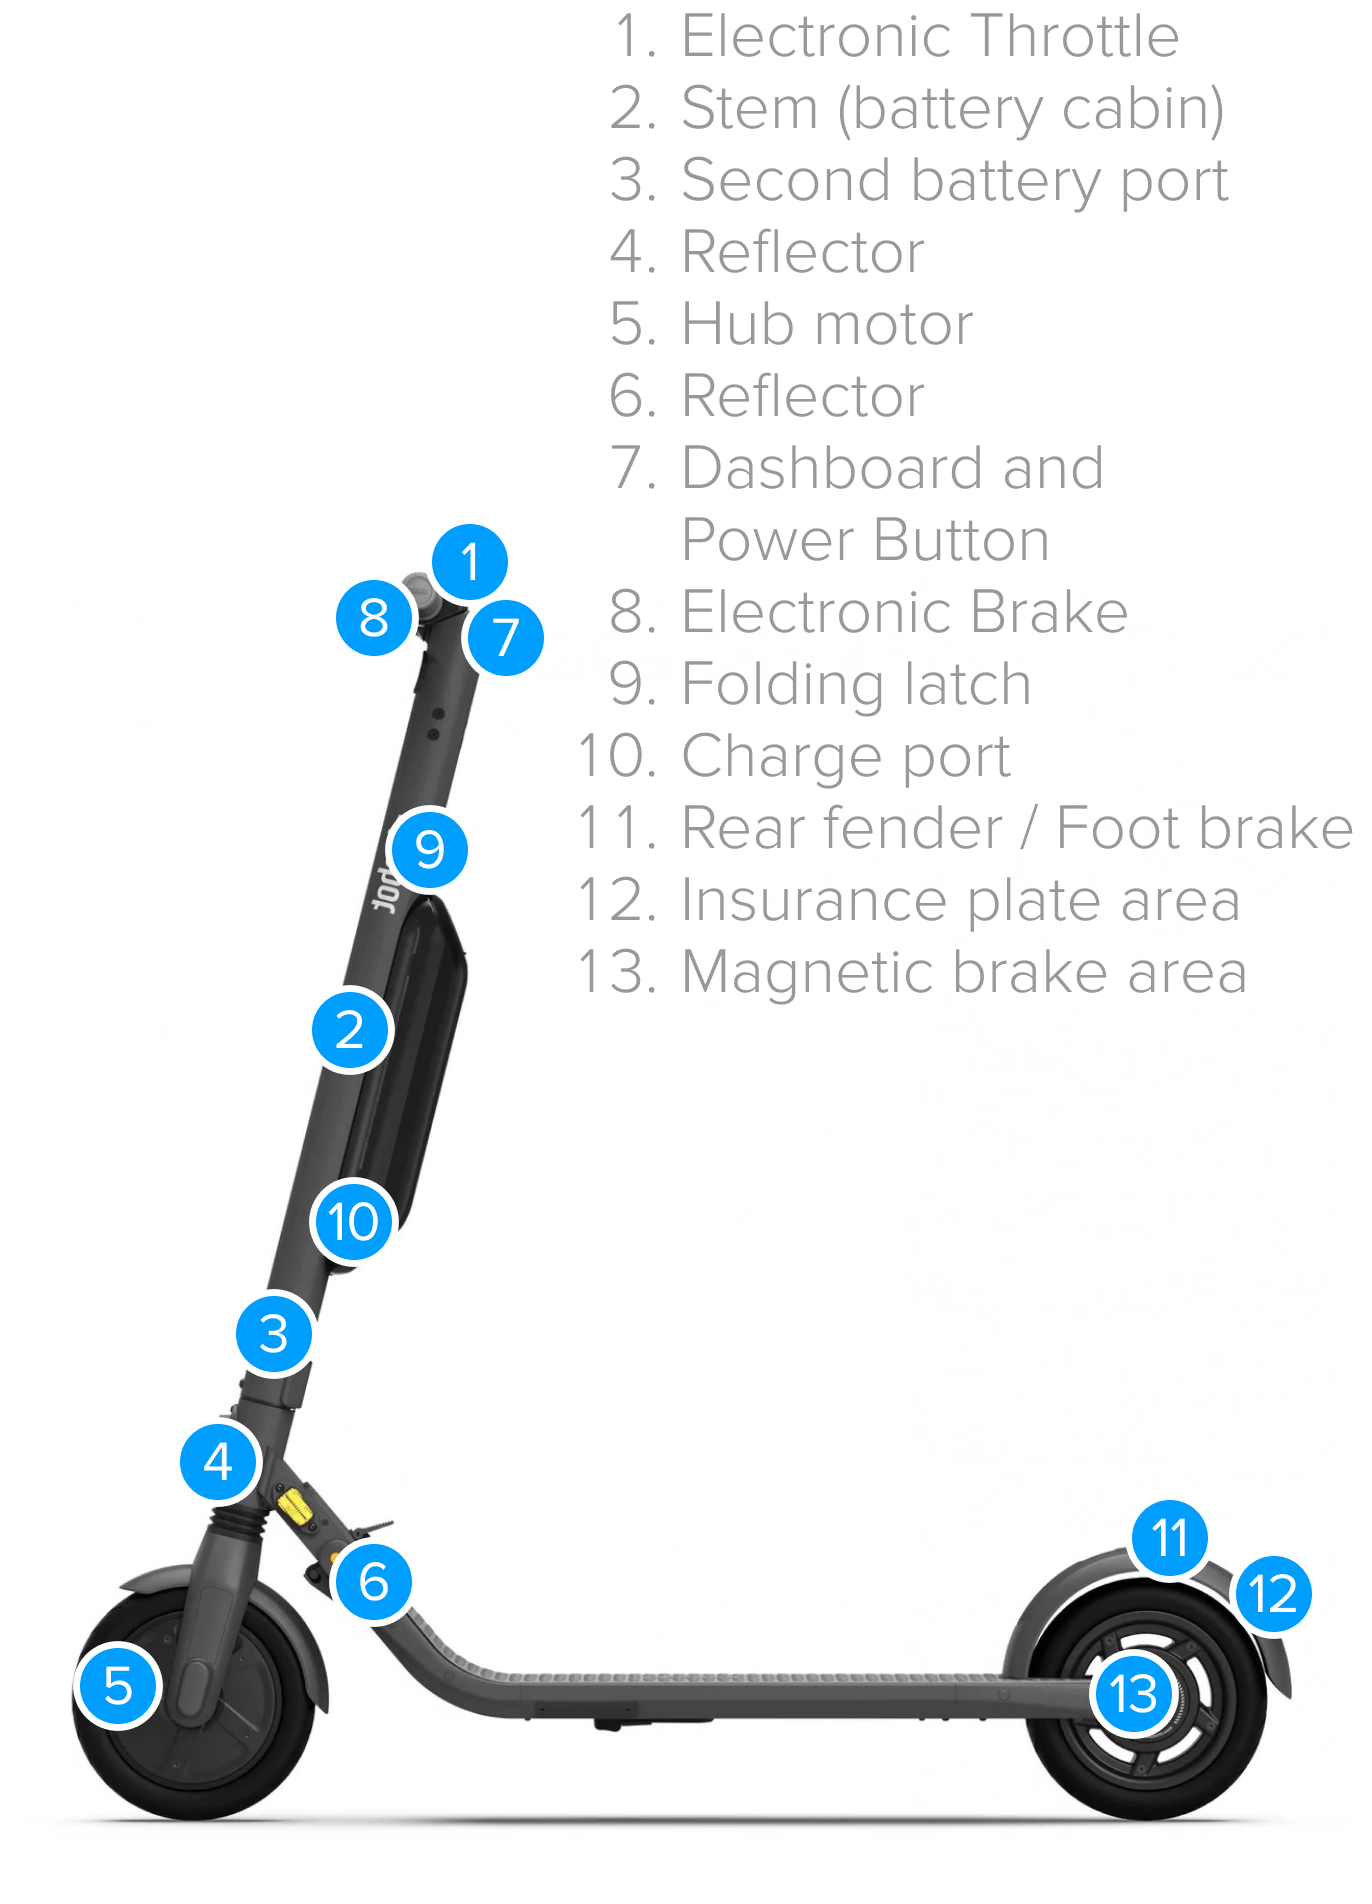 1. Electronic Throttle
2. Stem (battery cabin)
3. Second battery port
4. Reflector
5. Hub motor
6. Reflector
7. Dashboard and
Power Button
8. Electronic Brake
9. Folding latch
10. Charge port
11. Rear fender / Foot brake
12. Insurance plate area
13. Magnetic brake area
1
8
7
9
2
10
3
4
11
6
12
5
13